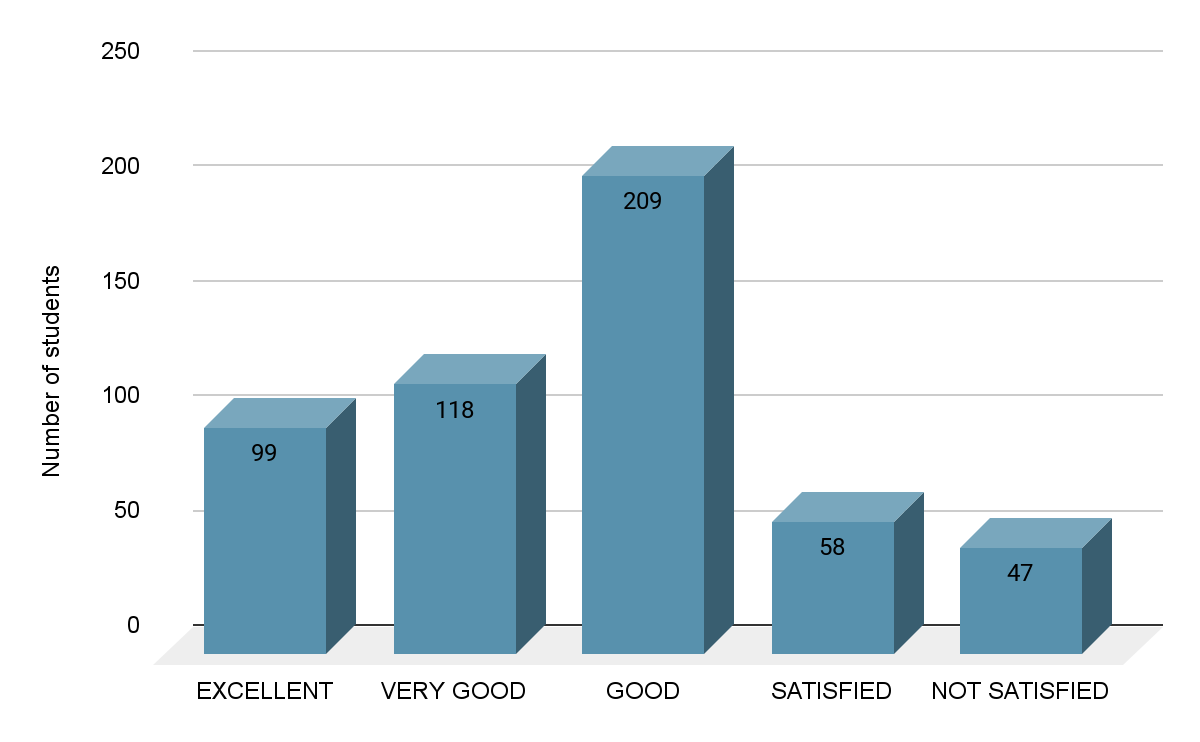 250
200
150
100
50
0
Number of students
99
118
209
58
47
EXCELLENT
VERY GOOD
GOOD
SATISFIED
NOT SATISFIED